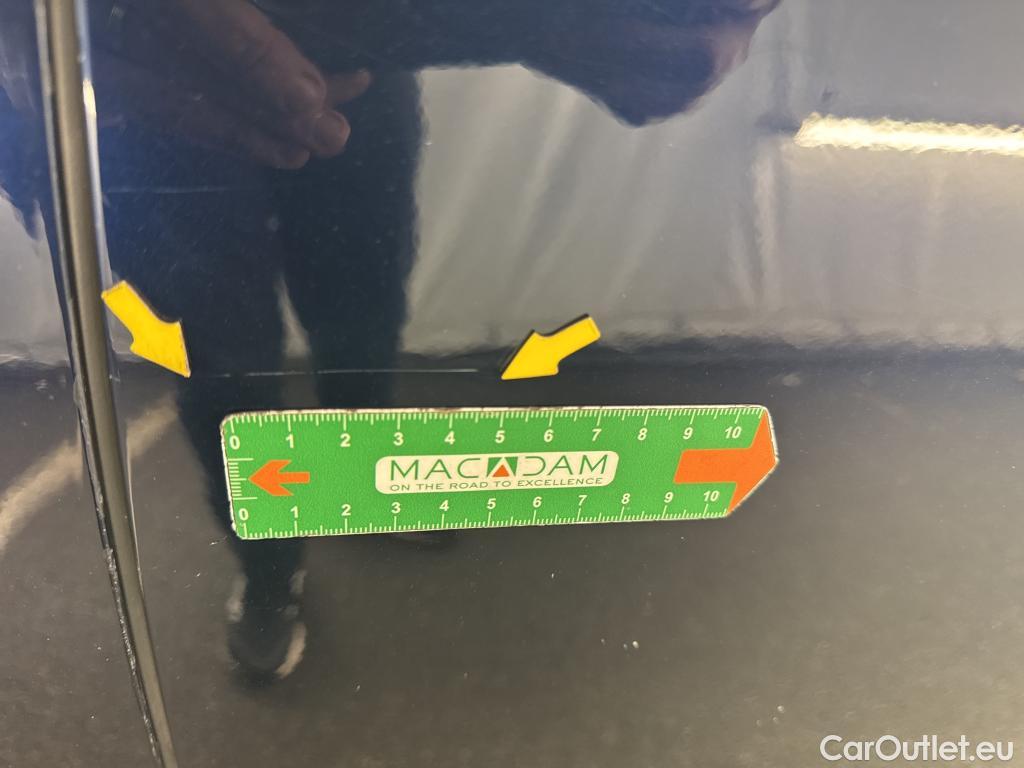 0 1 2 3 4 5 6 7 8 9 10
MACADAM
ON THE ROAD TO EXCELLENCE
0 1 2 3 4 5 6 7 8 9 10
CarOutlet.eu